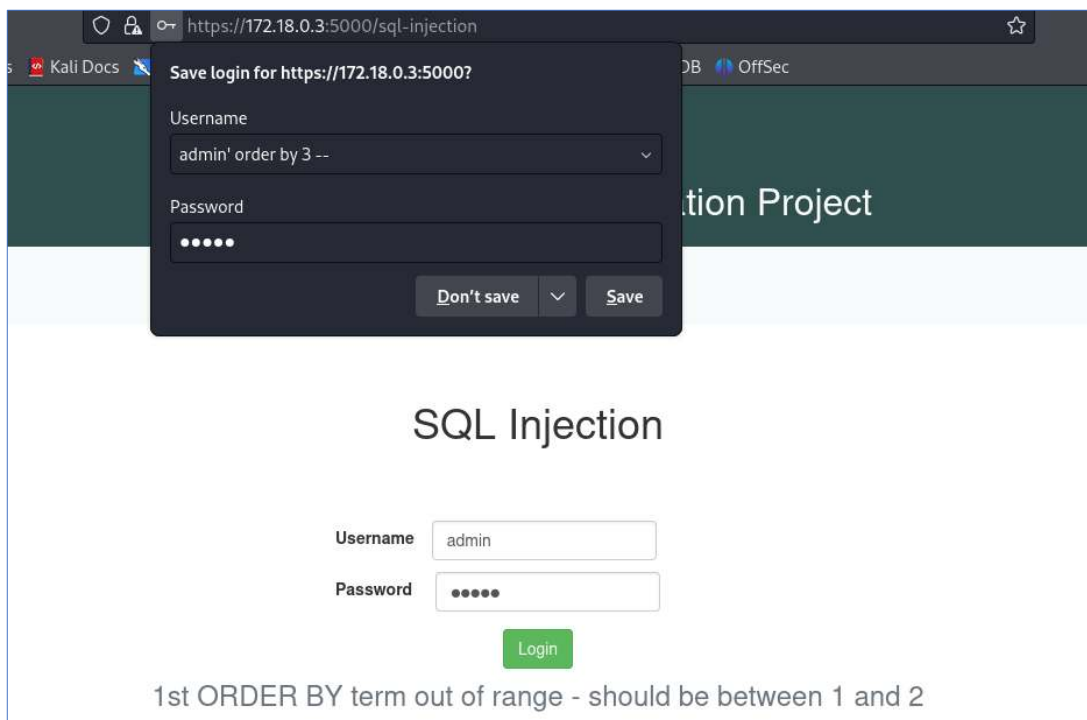 https://172.18.0.3:5000/sql-injection
s Kali Docs DB OffSec
Save login for https://172.18.0.3:5000?
Username
admin' order by 3 --
Password
●●●●●
Don't save Save
tion Project
SQL Injection
Username admin
Password ●●●●●
Login
1st ORDER BY term out of range - should be between 1 and 2